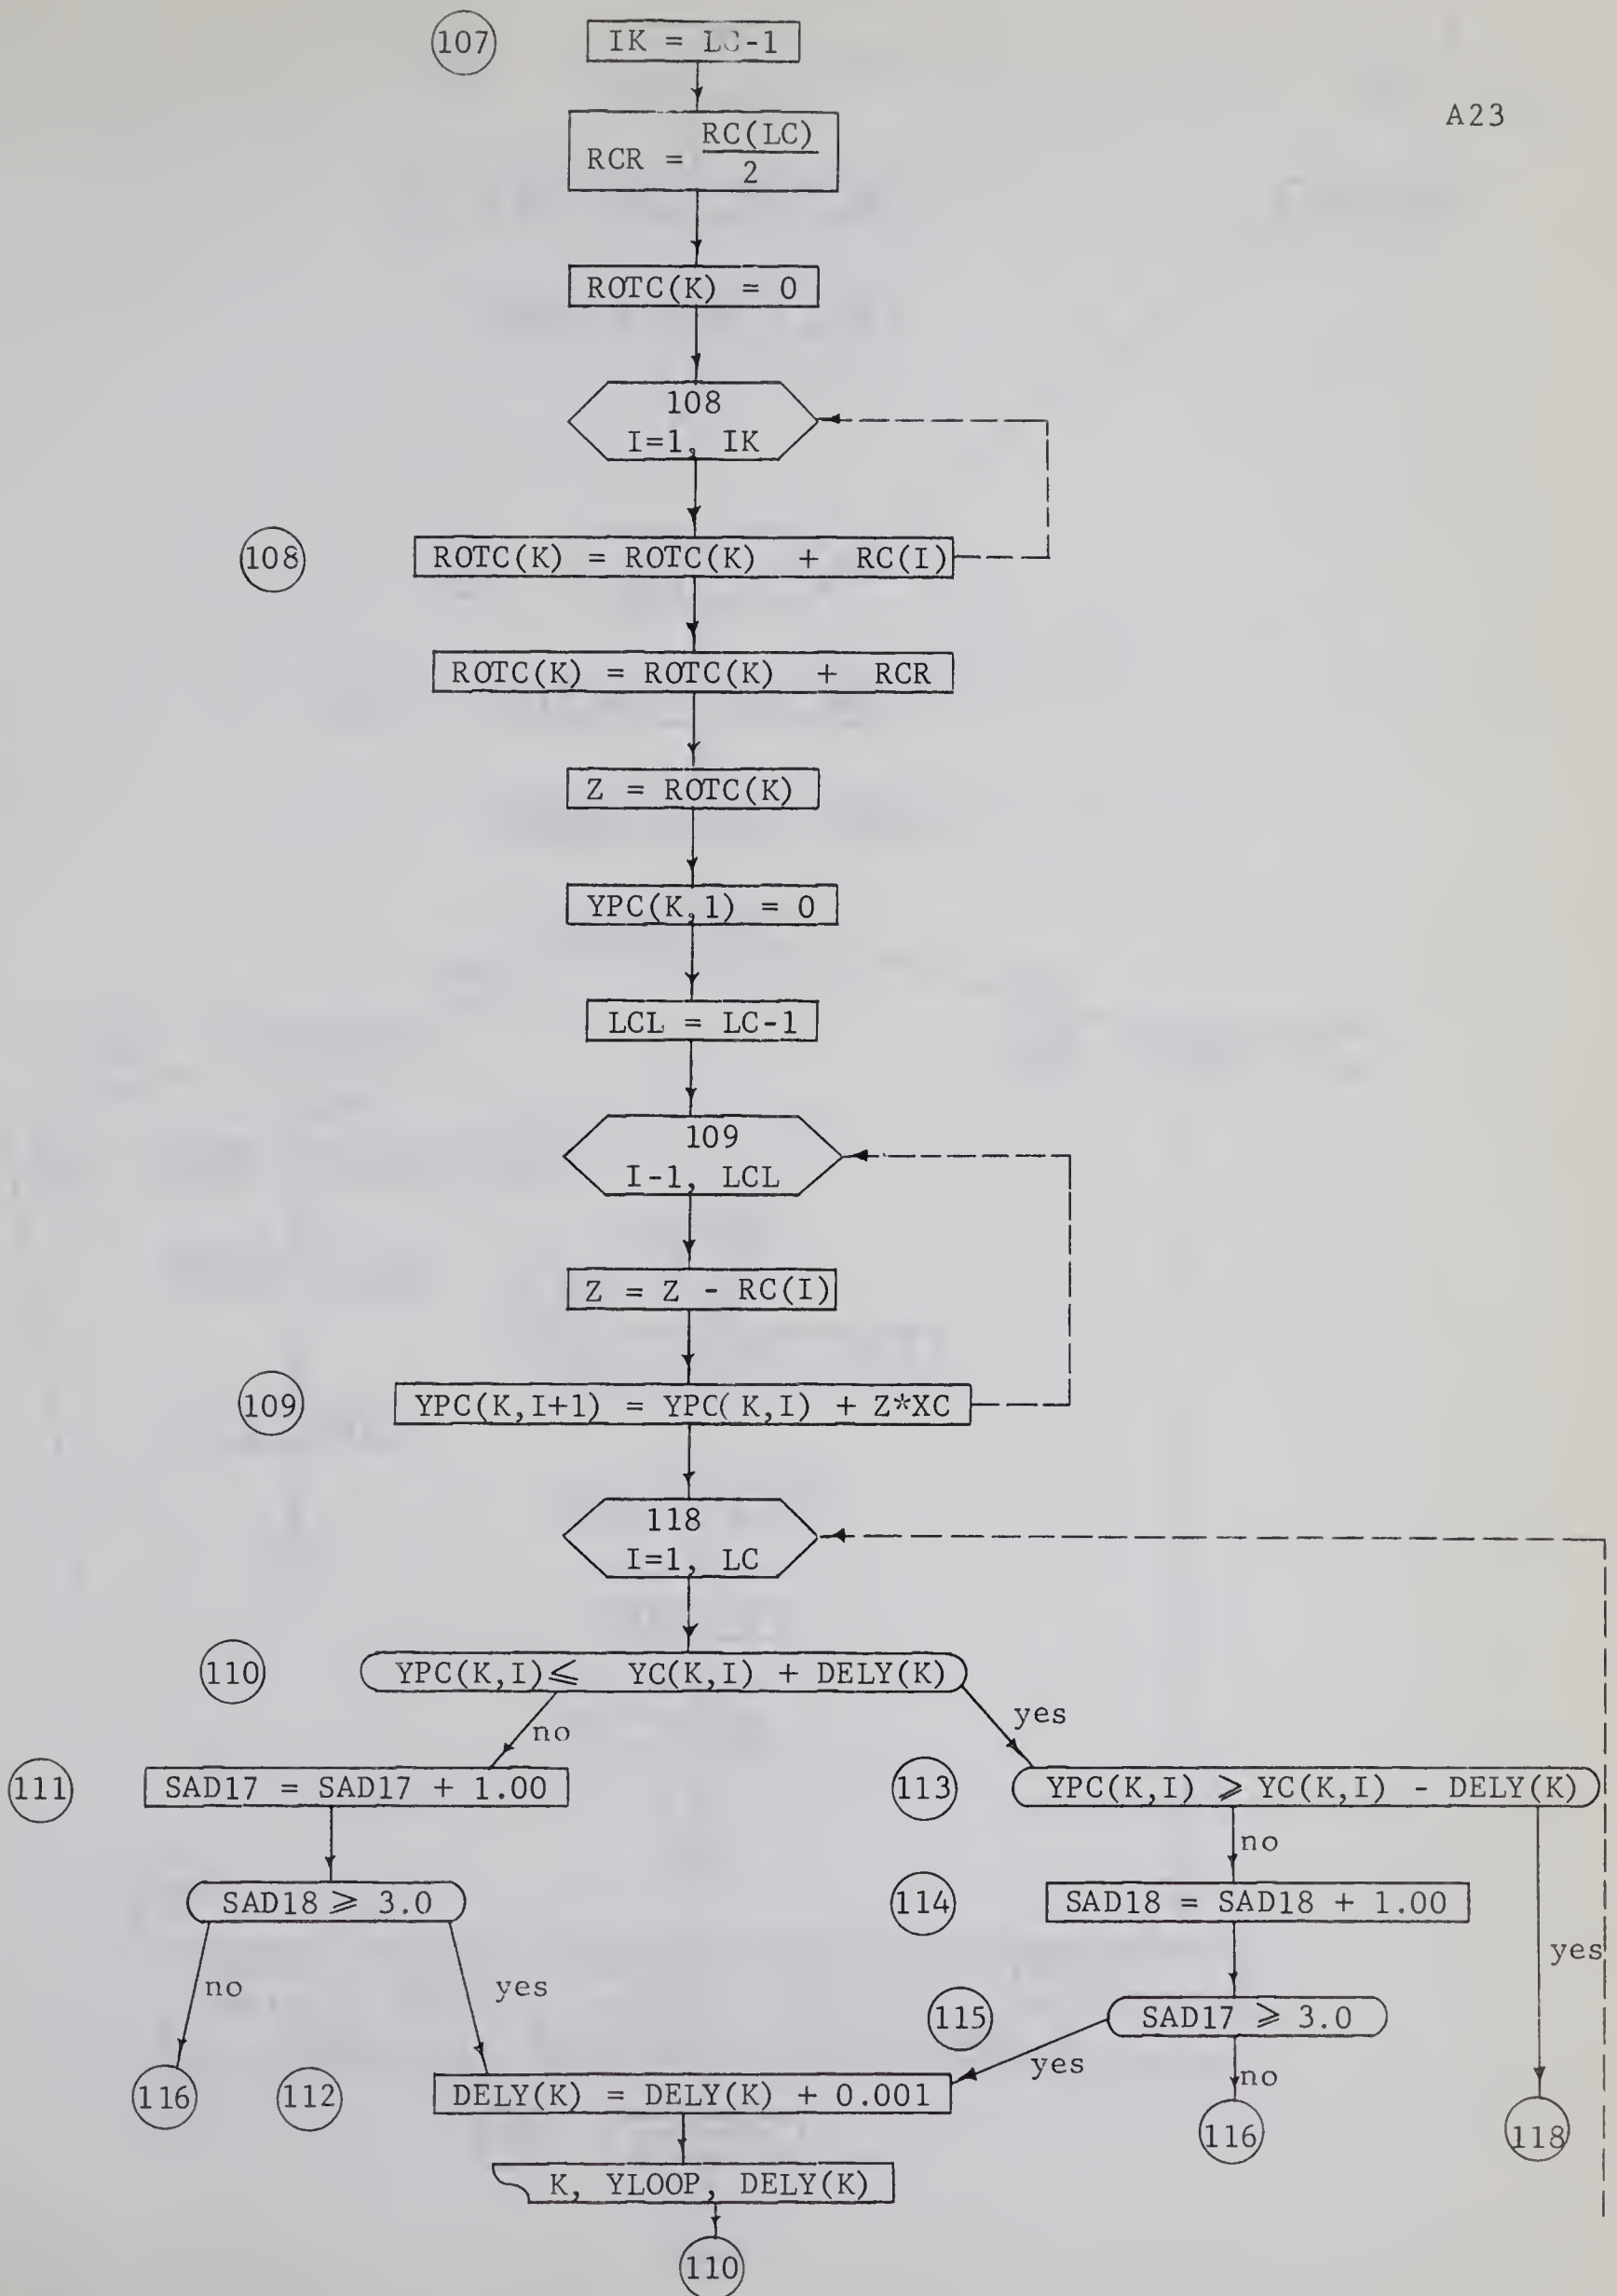 107
IK = LC-1
A23
RCR = RC(LC)
2
ROTC(K) = 0
108
I=1, IK
108
ROTC(K) = ROTC(K) + RC(I)
ROTC(K) = ROTC(K) + RCR
Z = ROTC(K)
YPC(K,1) = 0
LCL = LC-1
109
I-1, LCL
Z = Z - RC(I)
109
YPC(K,I+1) = YPC( K,I) + Z*XC
118
I=1, LC
110
YPC(K,I) ⩽ YC(K,I) + DELY(K)
no
yes
111
SAD17 = SAD17 + 1.00
113
YPC(K,I) ⩾ YC(K,I) - DELY(K)
no
SAD18 ⩾ 3.0
114
SAD18 = SAD18 + 1.00
yes
no
yes
115
SAD17 ⩾ 3.0
yes
no
116
112
DELY(K) = DELY(K) + 0.001
116
118
K, YLOOP, DELY(K)
110